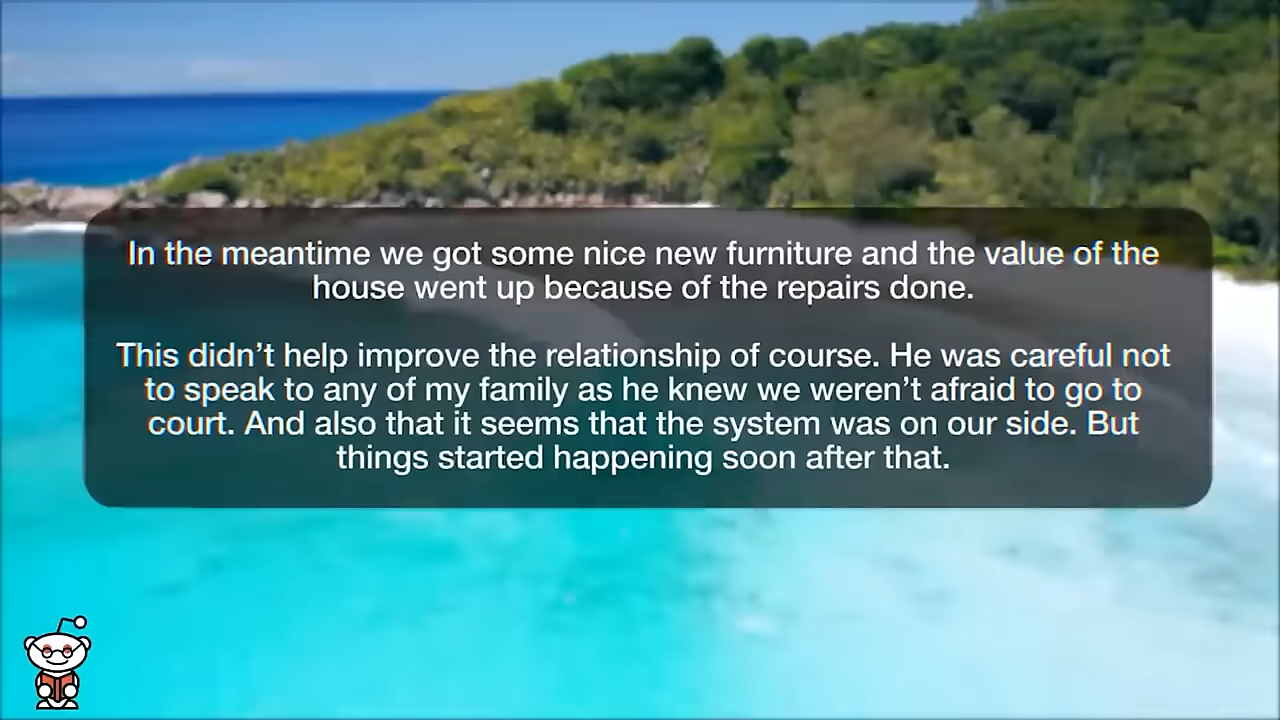 In the meantime we got some nice new furniture and the value of the
house went up because of the repairs done.
This didn’t help improve the relationship of course. He was careful not
to speak to any of my family as he knew we weren’t afraid to go to
court. And also that it seems that the system was on our side. But
things started happening soon after that.